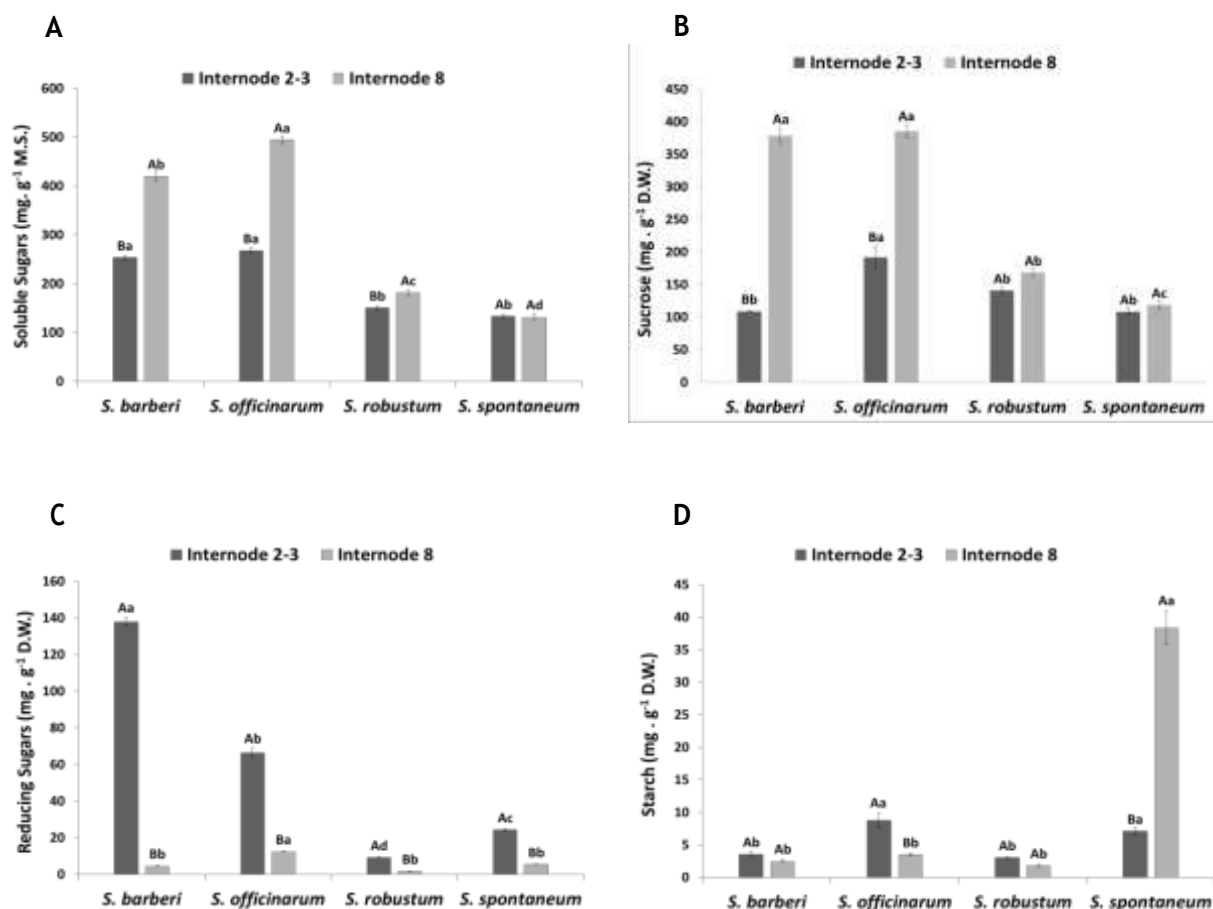 A
Internode 2-3 Internode 8
Soluble Sugars (mg. g-1 M.S.)
600
500
400
300
200
100
0
Ba Ab Ba Aa Bb Ac Ab Ad
S. barberi S. officinarum S. robustum S. spontaneum
B
Internode 2-3 Internode 8
Sucrose (mg . g-1 D.W.)
450
400
350
300
250
200
150
100
50
0
Bb Aa Ba Aa Ab Ab Ab Ac
S. barberi S. officinarum S. robustum S. spontaneum
C
Internode 2-3 Internode 8
Reducing Sugars (mg . g-1 D.W.)
160
140
120
100
80
60
40
20
0
Aa Bb Ab Ba Ad Bb Ac Bb
S. barberi S. officinarum S. robustum S. spontaneum
D
Internode 2-3 Internode 8
Starch (mg . g-1 D.W.)
45
40
35
30
25
20
15
10
5
0
Ab Ab Aa Bb Ab Ab Ba Aa
S. barberi S. officinarum S. robustum S. spontaneum